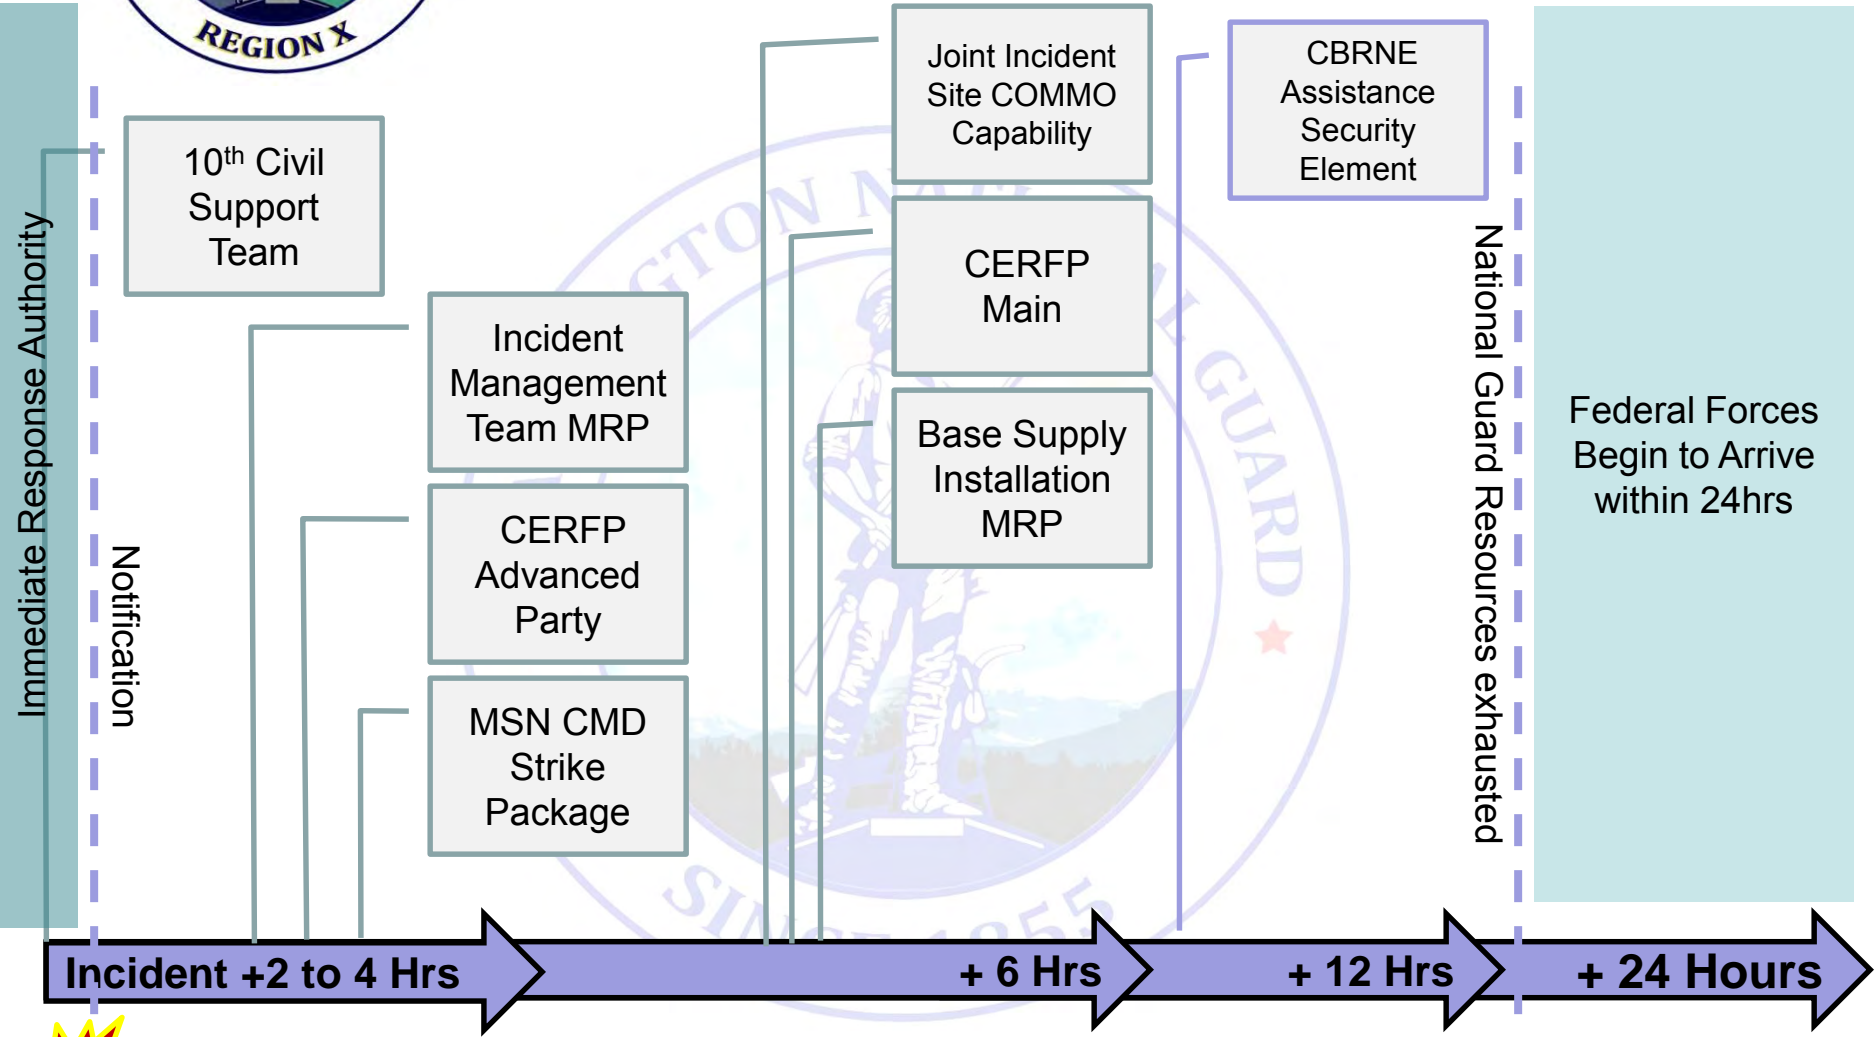 REGION X
Immediate Response Authority
Notification
10th Civil
Support
Team
Incident
Management
Team MRP
CERFP
Advanced
Party
MSN CMD
Strike
Package
Joint Incident
Site COMMO
Capability
CERFP
Main
Base Supply
Installation
MRP
CBRNE
Assistance
Security
Element
National Guard Resources exhausted
Federal Forces
Begin to Arrive
within 24hrs
GUARD
SINCE 1855
Incident +2 to 4 Hrs
+ 6 Hrs
+ 12 Hrs
+ 24 Hours